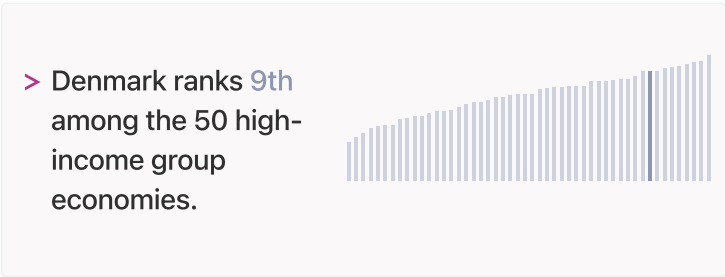 > Denmark ranks 9th
among the 50 high-
income group
economies.